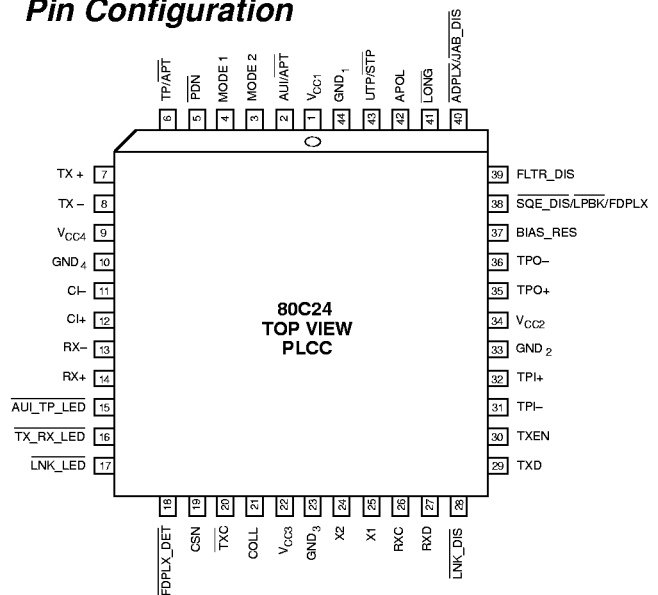 Pin Configuration
TP/APT
PDN
MODE 1
MODE 2
AUI/APT
VCC1
GND1
UTP/STP
APOL
LONG
ADPLX/JAB_DIS
6 5 4 3 2 1 44 43 42 41 40
TX + 7
TX – 8
VCC4 9
GND4 10
CI– 11
CI+ 12
RX– 13
RX+ 14
AUI_TP_LED 15
TX_RX_LED 16
LNK_LED 17
80C24
TOP VIEW
PLCC
39 FLTR_DIS
38 SQE_DIS/LPBK/FDPLX
37 BIAS_RES
36 TPO–
35 TPO+
34 VCC2
33 GND 2
32 TPI+
31 TPI–
30 TXEN
29 TXD
18 19 20 21 22 23 24 25 26 27 28
FDPLX_DET
CSN
TXC
COLL
VCC3
GND3
X2
X1
RXC
RXD
LNK_DIS